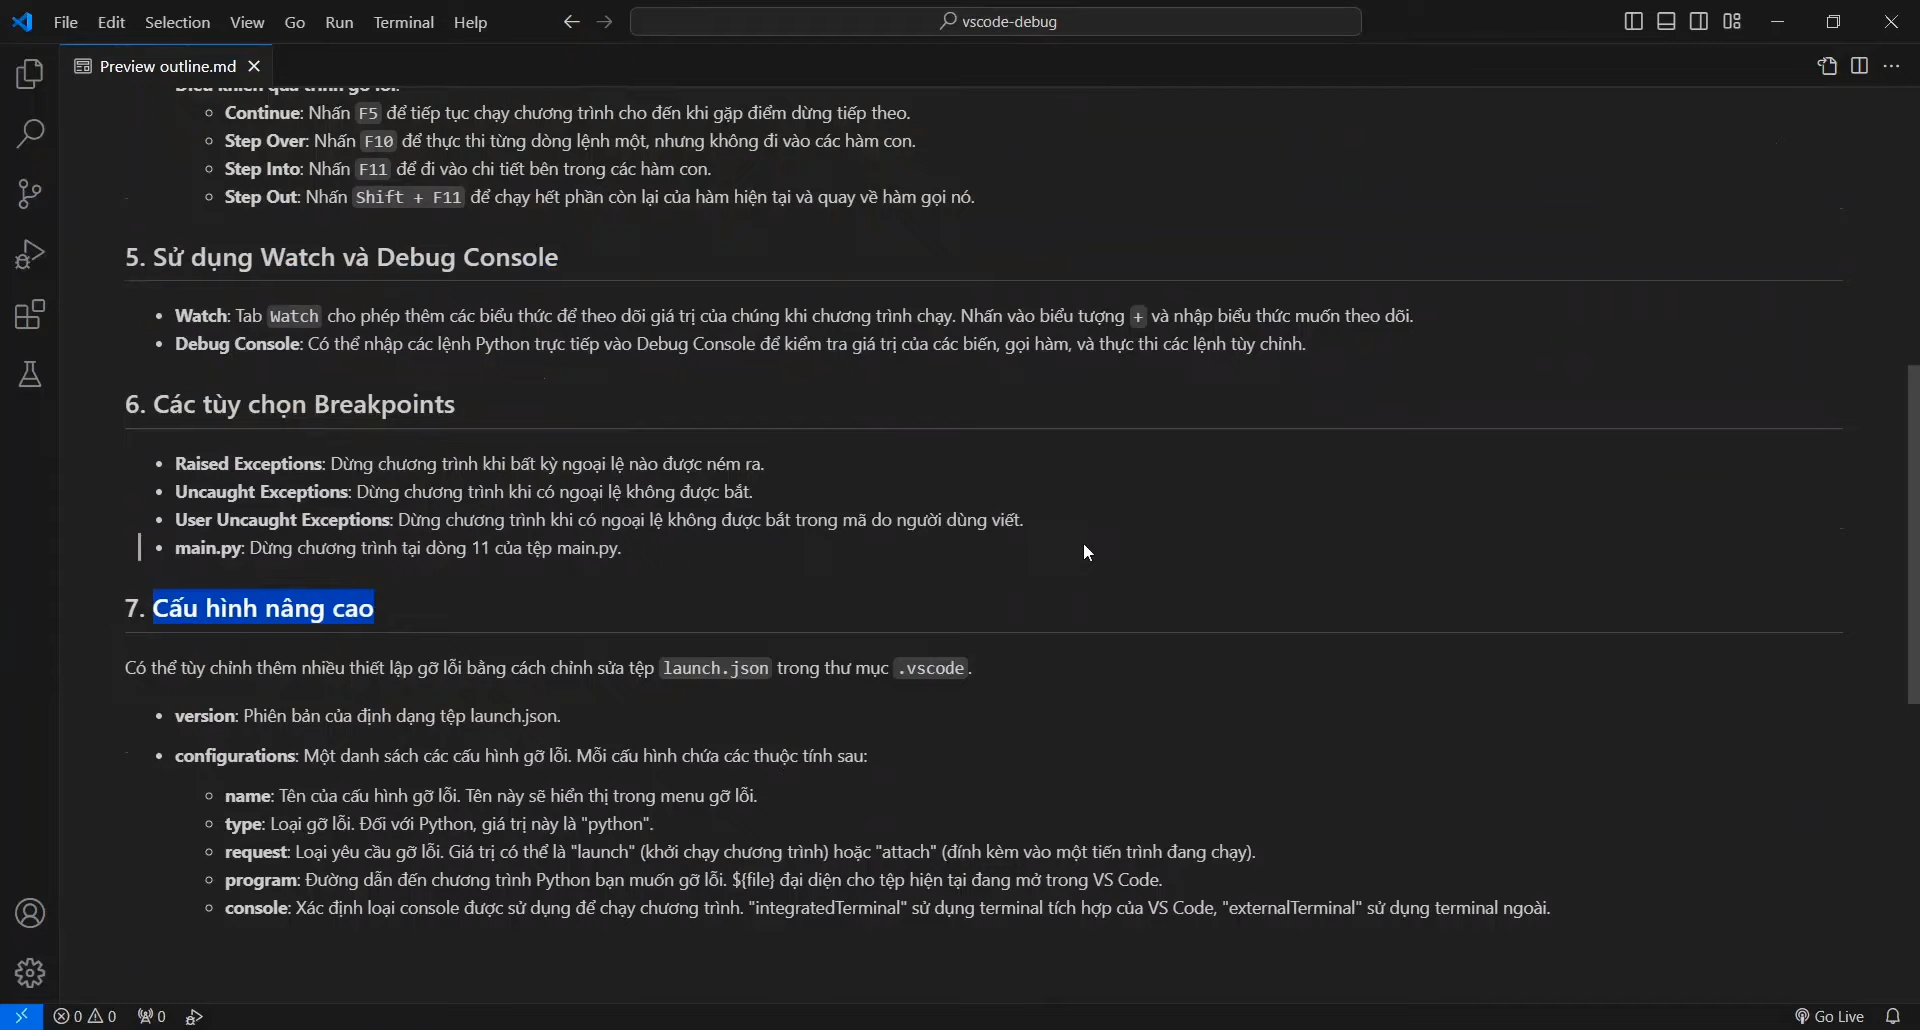 File Edit Selection View Go Run Terminal Help
vscode-debug
Preview outline.md
Continue: Nhấn F5 để tiếp tục chạy chương trình cho đến khi gặp điểm dừng tiếp theo.
Step Over: Nhấn F10 để thực thi từng dòng lệnh một, nhưng không đi vào các hàm con.
Step Into: Nhấn F11 để đi vào chi tiết bên trong các hàm con.
Step Out: Nhấn Shift + F11 để chạy hết phần còn lại của hàm hiện tại và quay về hàm gọi nó.
5. Sử dụng Watch và Debug Console
Watch: Tab Watch cho phép thêm các biểu thức để theo dõi giá trị của chúng khi chương trình chạy. Nhấn vào biểu tượng + và nhập biểu thức muốn theo dõi.
Debug Console: Có thể nhập các lệnh Python trực tiếp vào Debug Console để kiểm tra giá trị của các biến, gọi hàm, và thực thi các lệnh tùy chỉnh.
6. Các tùy chọn Breakpoints
Raised Exceptions: Dừng chương trình khi bất kỳ ngoại lệ nào được ném ra.
Uncaught Exceptions: Dừng chương trình khi có ngoại lệ không được bắt.
User Uncaught Exceptions: Dừng chương trình khi có ngoại lệ không được bắt trong mã do người dùng viết.
main.py: Dừng chương trình tại dòng 11 của tệp main.py.
7. Cấu hình nâng cao
Có thể tùy chỉnh thêm nhiều thiết lập gỡ lỗi bằng cách chỉnh sửa tệp launch.json trong thư mục .vscode.
version: Phiên bản của định dạng tệp launch.json.
configurations: Một danh sách các cấu hình gỡ lỗi. Mỗi cấu hình chứa các thuộc tính sau:
name: Tên của cấu hình gỡ lỗi. Tên này sẽ hiển thị trong menu gỡ lỗi.
type: Loại gỡ lỗi. Đối với Python, giá trị này là "python".
request: Loại yêu cầu gỡ lỗi. Giá trị có thể là "launch" (khởi chạy chương trình) hoặc "attach" (đính kèm vào một tiến trình đang chạy).
program: Đường dẫn đến chương trình Python bạn muốn gỡ lỗi. ${file} đại diện cho tệp hiện tại đang mở trong VS Code.
console: Xác định loại console được sử dụng để chạy chương trình. "integratedTerminal" sử dụng terminal tích hợp của VS Code, "externalTerminal" sử dụng terminal ngoài.
0 0 0 Go Live